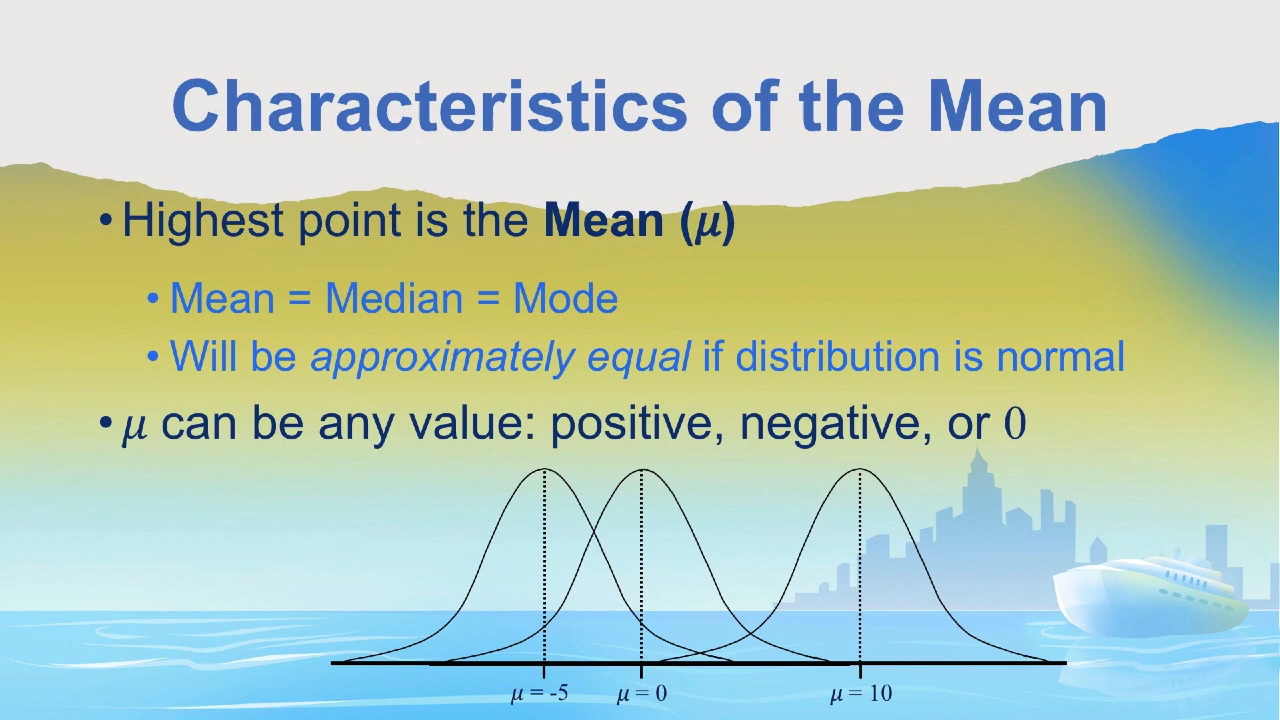 Characteristics of the Mean
• Highest point is the Mean (μ)
• Mean = Median = Mode
• Will be approximately equal if distribution is normal
• μ can be any value: positive, negative, or 0
μ = -5 μ = 0 μ = 10